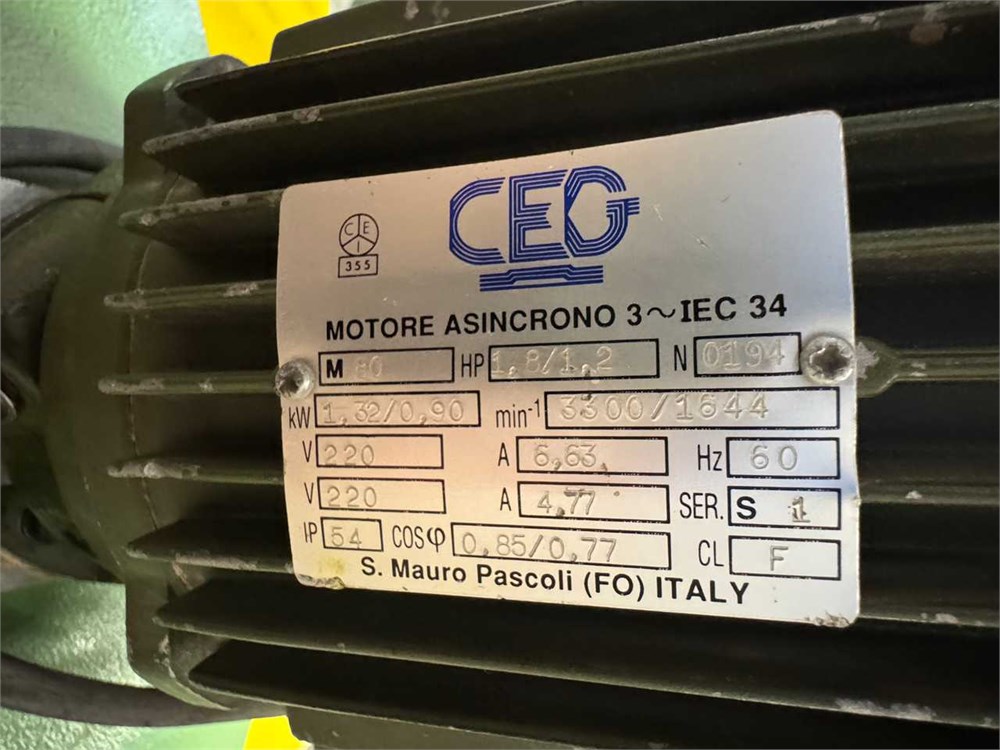 CEG
CEI
355
MOTORE ASINCRONO 3~IEC 34
M 80 HP 1,8/1,2 N 0194
kW 1,32/0,90 min-1 3300/1644
V 220 A 6,63, Hz 60
V 220 A 4,77 SER. S 1
IP 54 COSφ 0,85/0,77 CL F
S. Mauro Pascoli (FO) ITALY